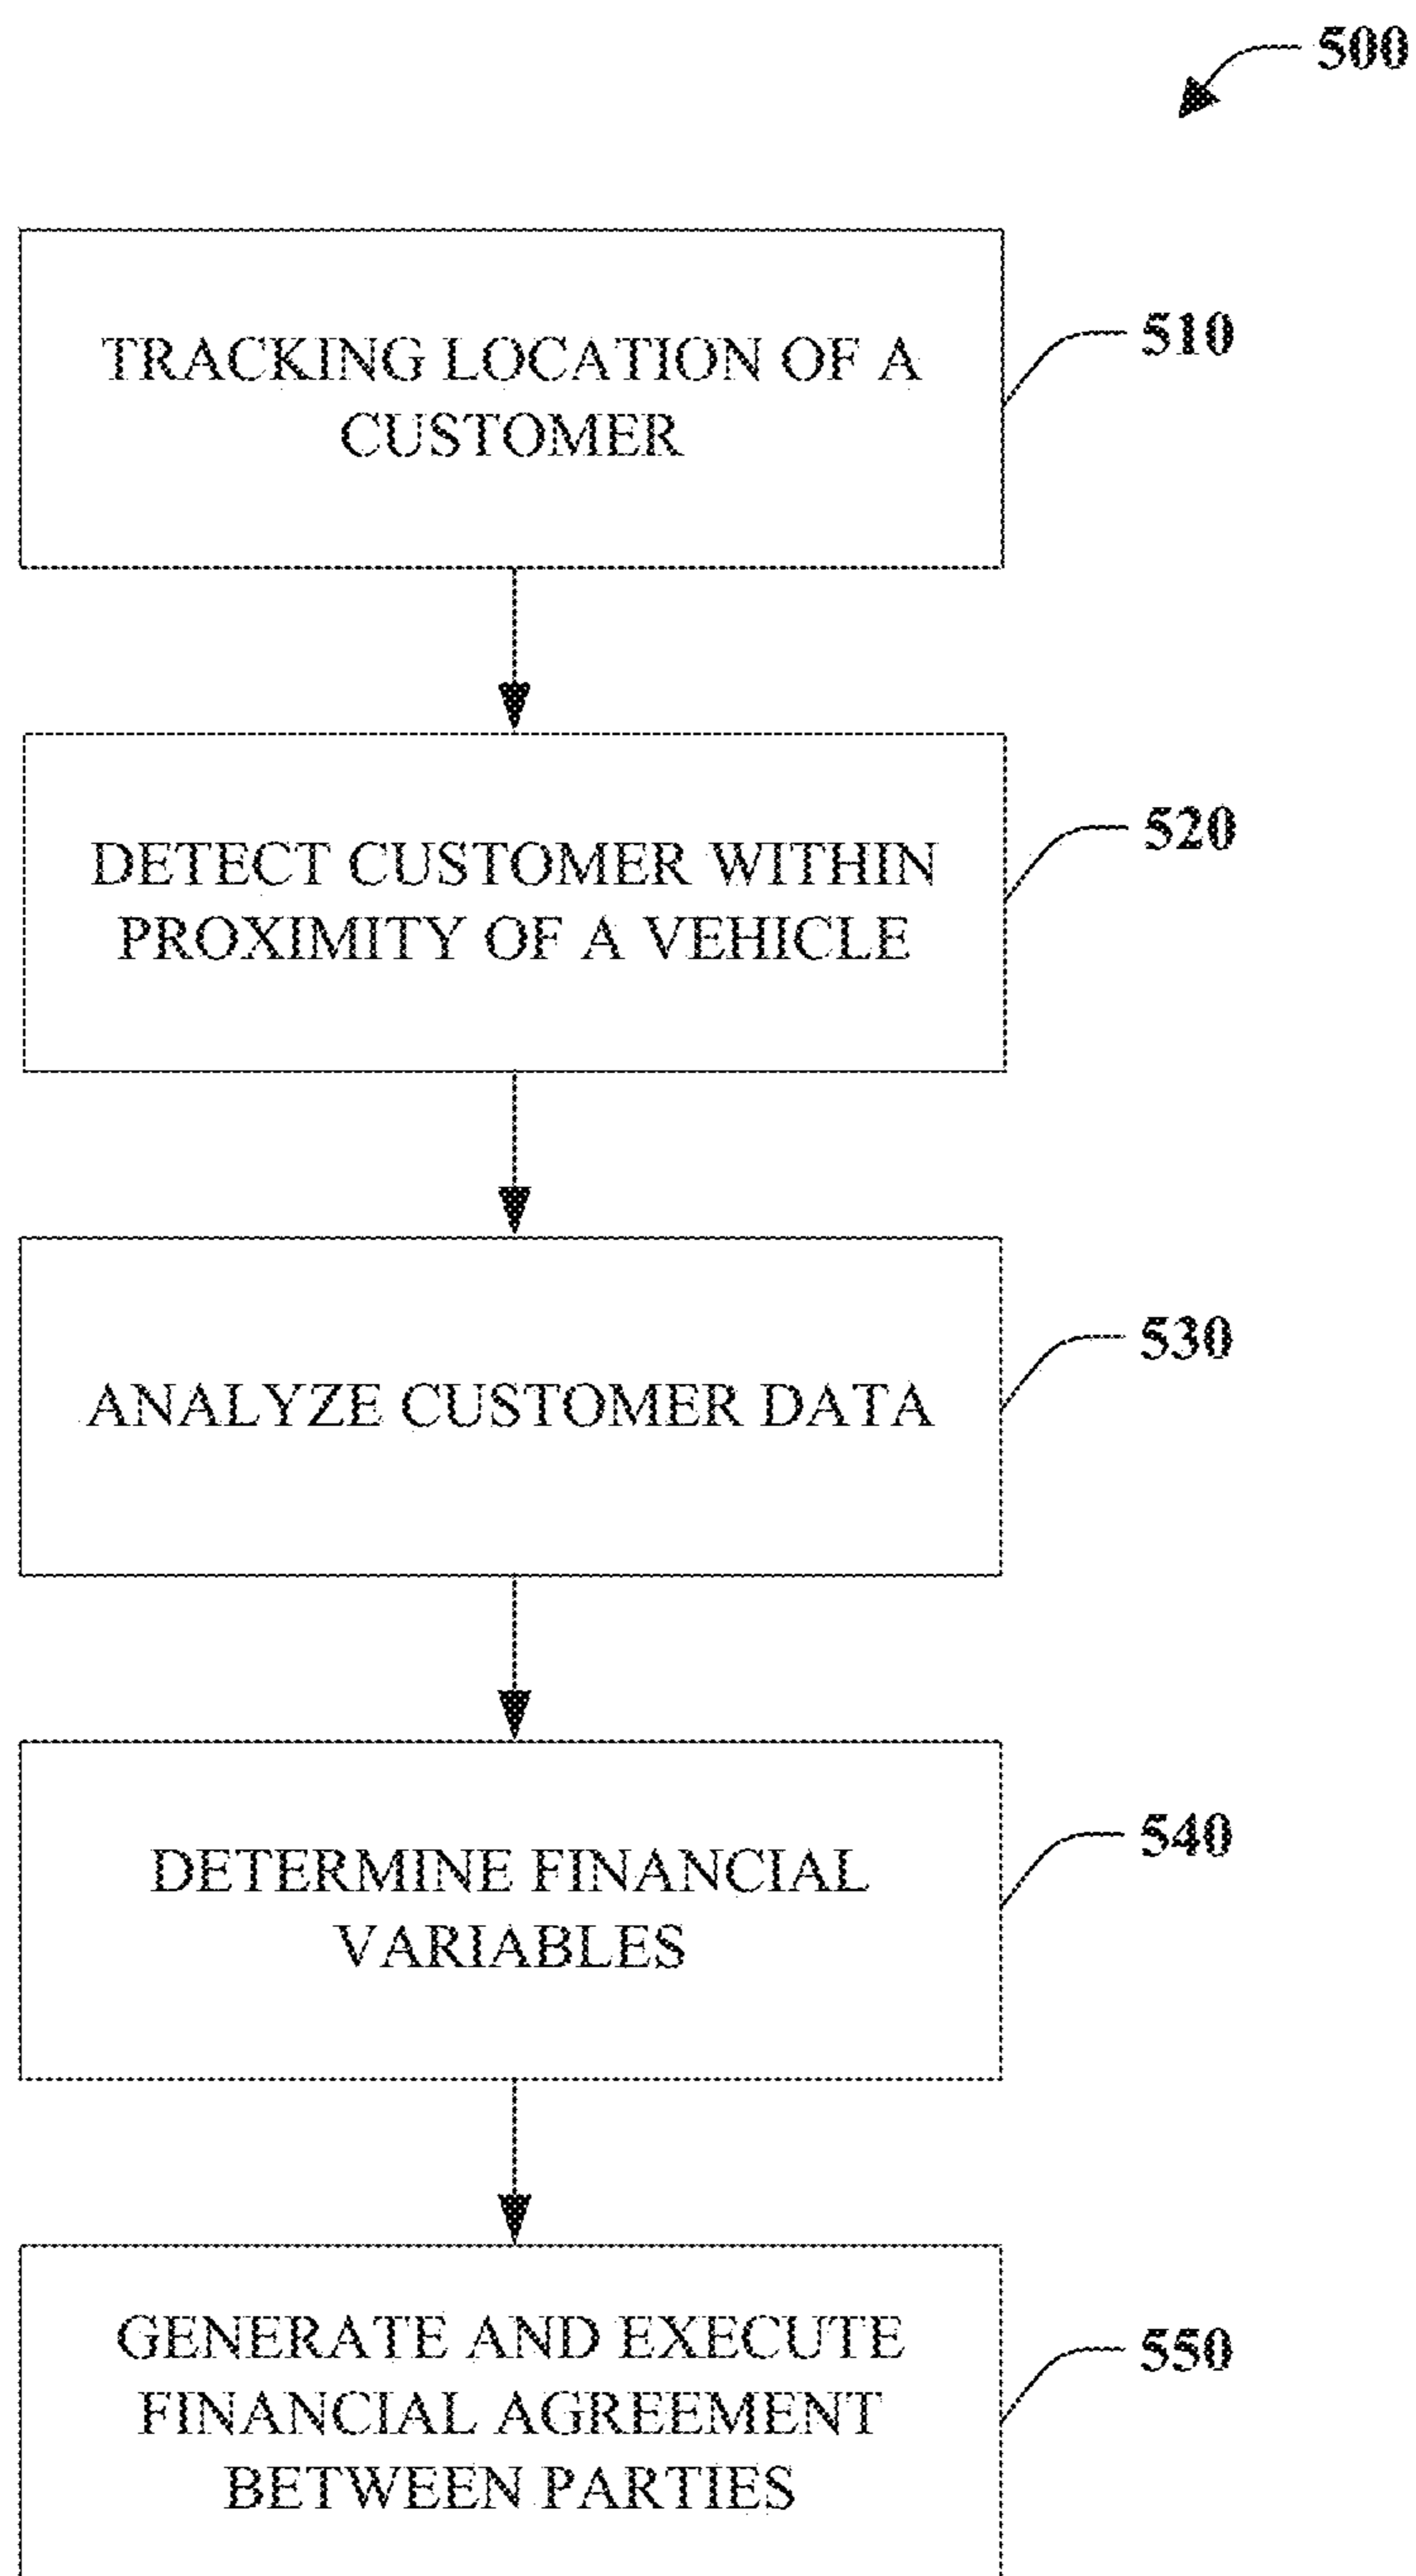 500
TRACKING LOCATION OF A
CUSTOMER
510
DETECT CUSTOMER WITHIN
PROXIMITY OF A VEHICLE
520
ANALYZE CUSTOMER DATA
530
DETERMINE FINANCIAL
VARIABLES
540
GENERATE AND EXECUTE
FINANCIAL AGREEMENT
BETWEEN PARTIES
550